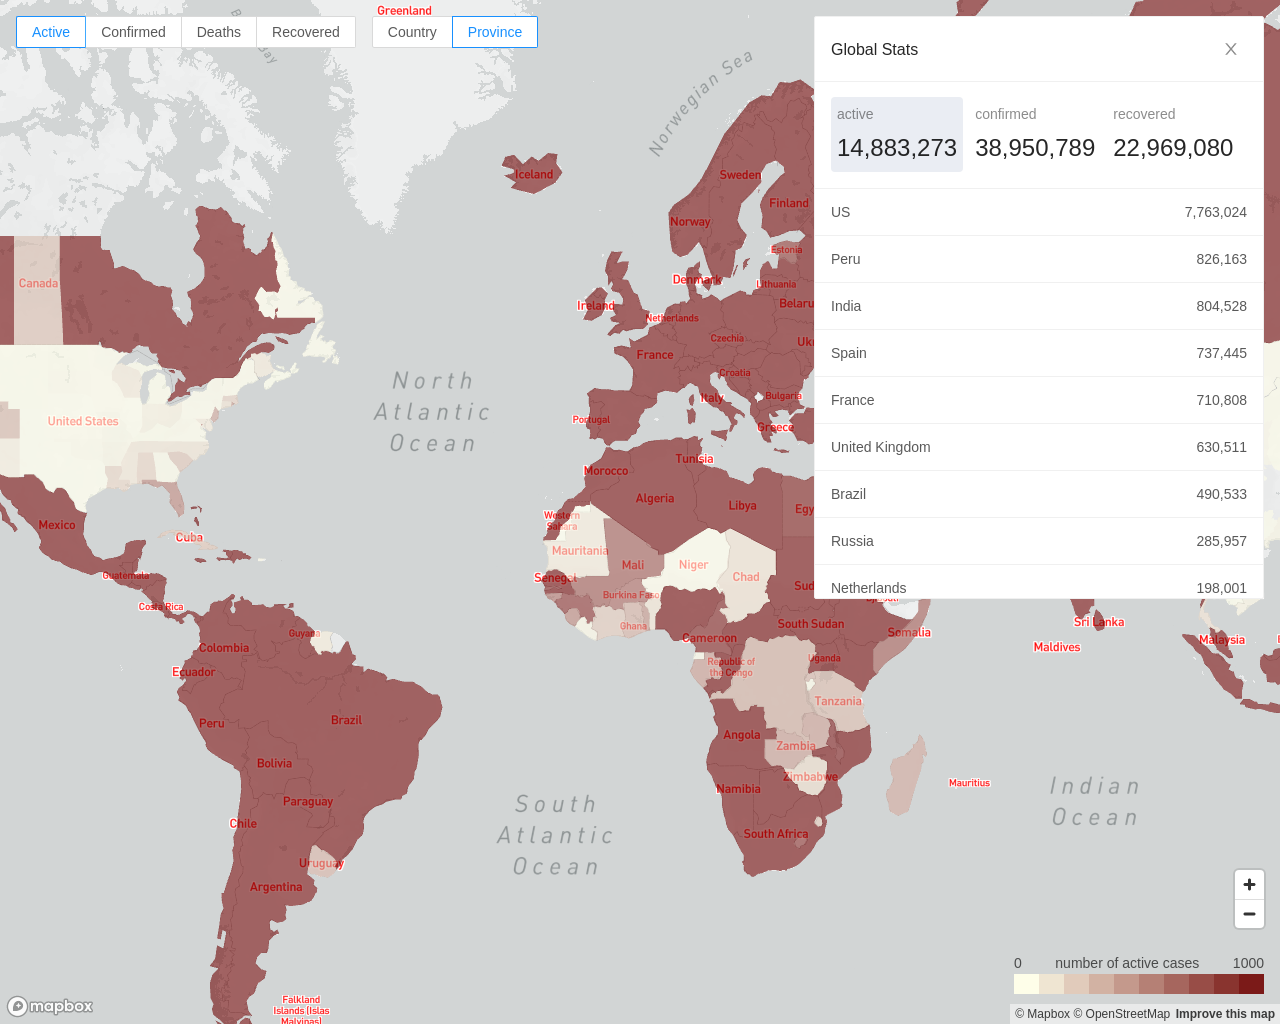 Greenland
Active
Confirmed
Deaths
Recovered
Country
Province
Global Stats
active
14,883,273
confirmed
38,950,789
recovered
22,969,080
US
7,763,024
Peru
826,163
India
804,528
Spain
737,445
France
710,808
United Kingdom
630,511
Brazil
490,533
Russia
285,957
Netherlands
198,001
Bay
Norwegian Sea
Iceland
Sweden
Finland
Norway
Estonia
Denmark
Lithuania
Canada
Ireland
Belaru
Netherlands
Czechia
Ukr
France
Croatia
Italy
Bulgaria
Portugal
Greece
United States
North
Atlantic
Ocean
Tunisia
Morocco
Algeria
Libya
Egy
Mexico
Western
Sahara
Cuba
Mauritania
Mali
Niger
Chad
Guatemala
Senegal
Burkina Faso
Sud
Costa Rica
Ghana
South Sudan
Guyana
Cameroon
Somalia
Sri Lanka
Maldives
Malaysia
Colombia
Ecuador
Republic of
the Congo
Uganda
Tanzania
Peru
Brazil
Angola
Zambia
Bolivia
Zimbabwe
Namibia
Mauritius
Paraguay
Chile
South Africa
South
Atlantic
Ocean
Indian
Ocean
Uruguay
Argentina
Falkland
Islands (Islas
Malvinas)
0
number of active cases
1000
mapbox
© Mapbox © OpenStreetMap Improve this map